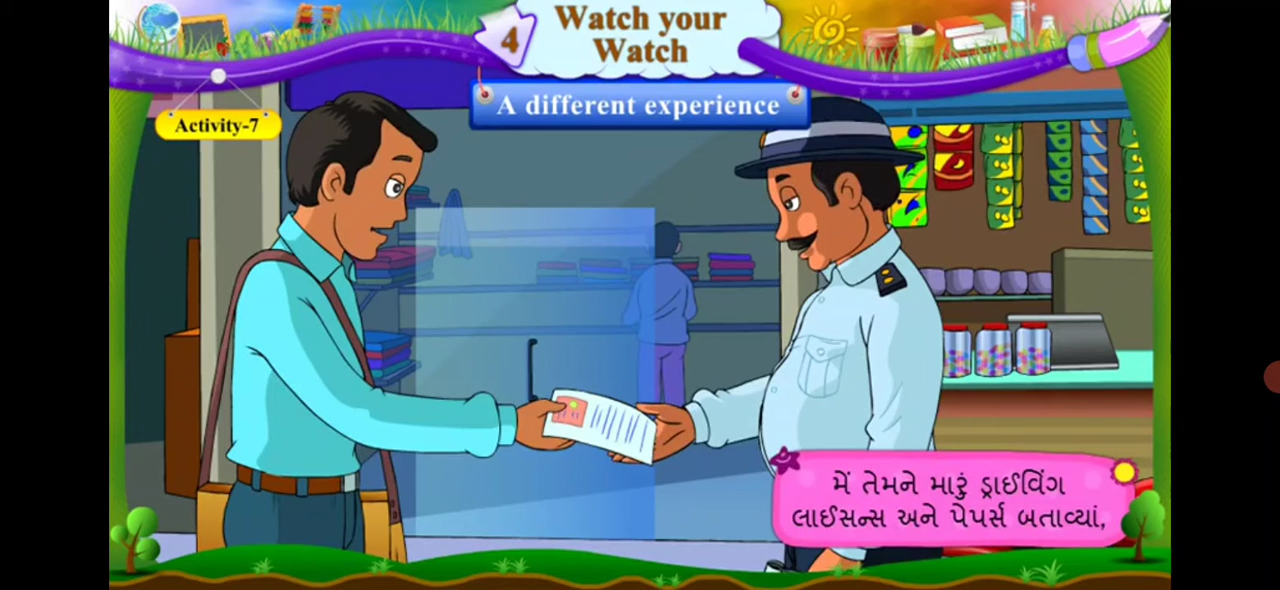 4
Watch your
Watch
A different experience
Activity-7
મેં તેમને મારું ડ્રાઈવિંગ
લાઈસન્સ અને પેપર્સ બતાવ્યાં,